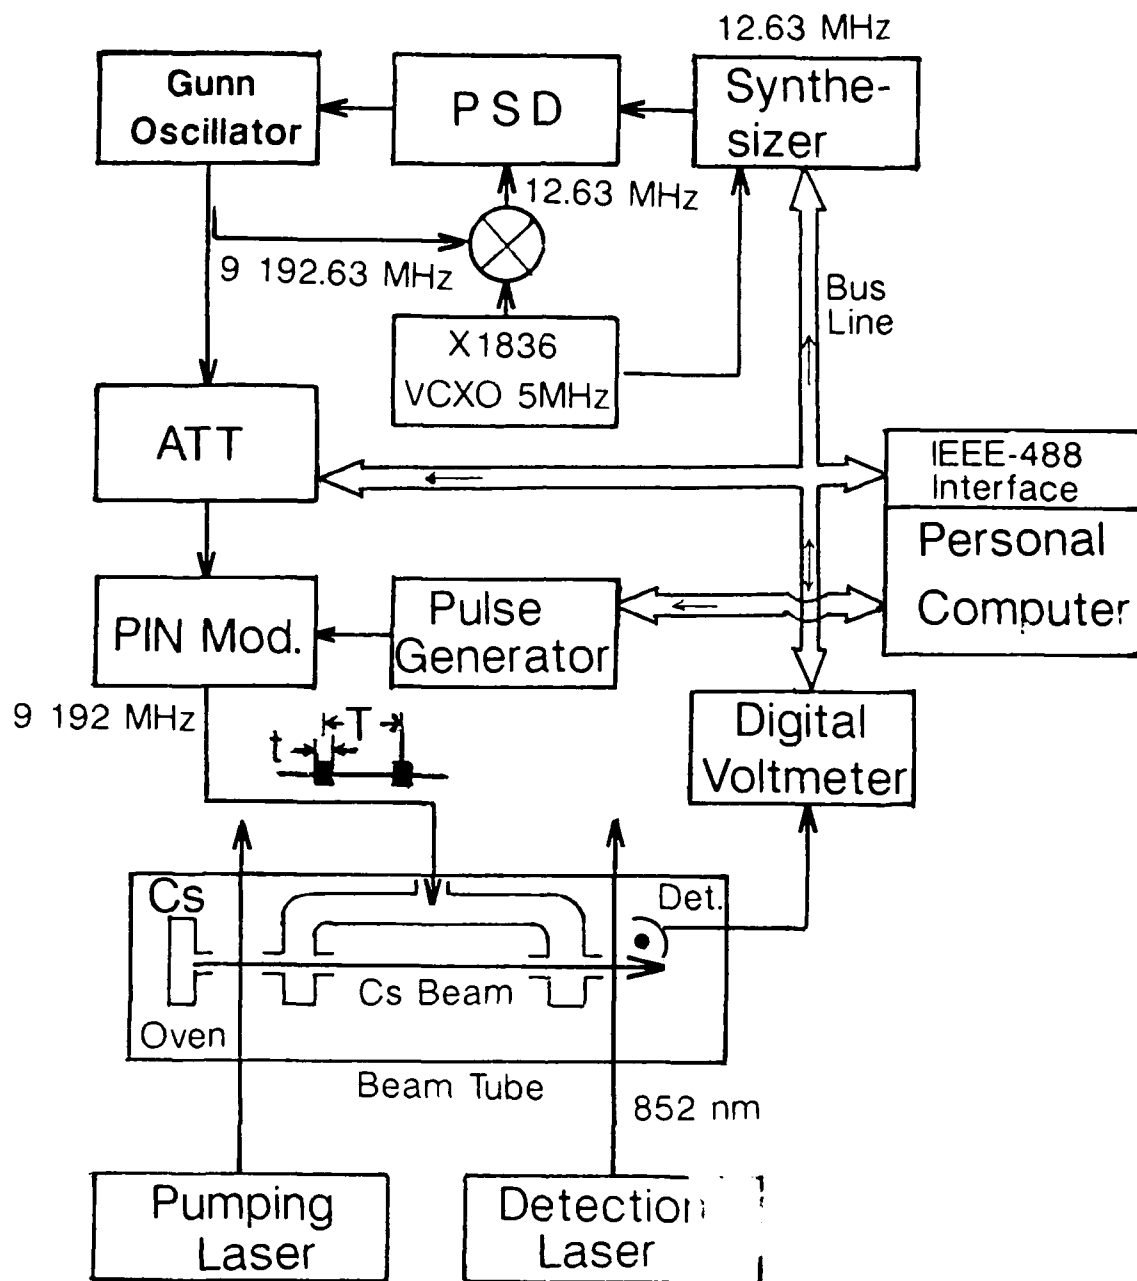 12.63 MHz
Gunn
Oscillator
PSD
Synthe-
sizer
12.63 MHz
9 192.63 MHz
X1836
VCXO 5MHz
Bus
Line
ATT
IEEE-488
Interface
Personal
Computer
PIN Mod.
Pulse
Generator
9 192 MHz
t
T
Digital
Voltmeter
Cs
Det.
Cs Beam
Oven
Beam Tube
852 nm
Pumping
Laser
Detection
Laser